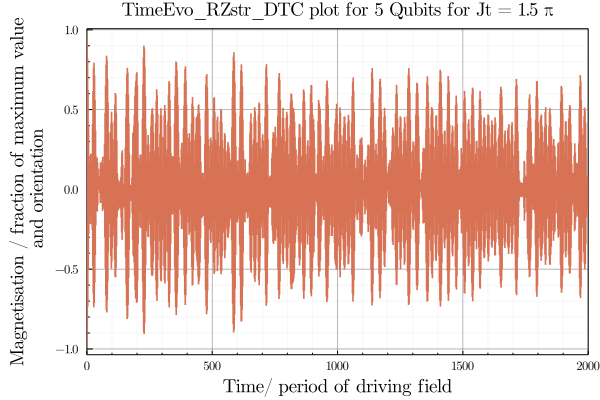 TimeEvo_RZstr_DTC plot for 5 Qubits for Jt = 1.5 π
Magnetisation / fraction of maximum value
and orientation
1.0
0.5
0.0
−0.5
−1.0
0 500 1000 1500 2000
Time/ period of driving field